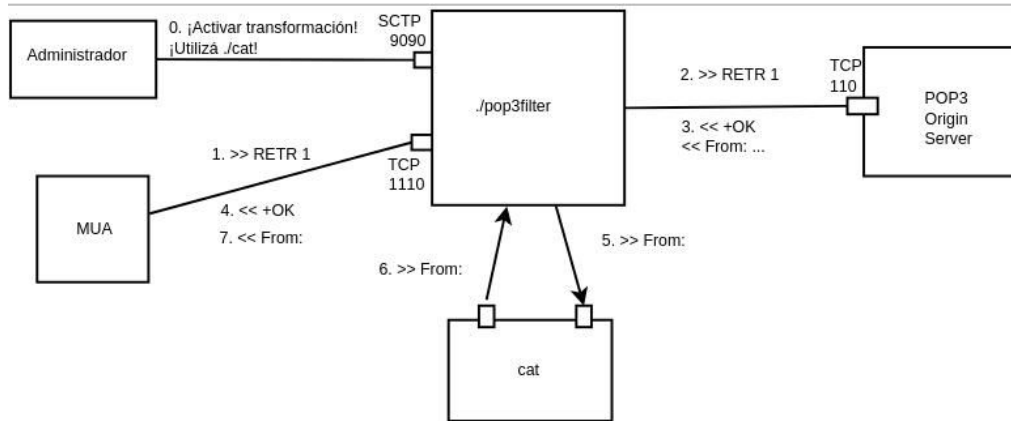 0. ¡Activar transformación!
¡Utilizá ./cat!
Administrador
SCTP
9090
./pop3filter
2. >> RETR 1
TCP
110
POP3
Origin
Server
3. << +OK
<< From: ...
1. >> RETR 1
TCP
1110
MUA
4. << +OK
7. << From:
5. >> From:
6. >> From:
cat